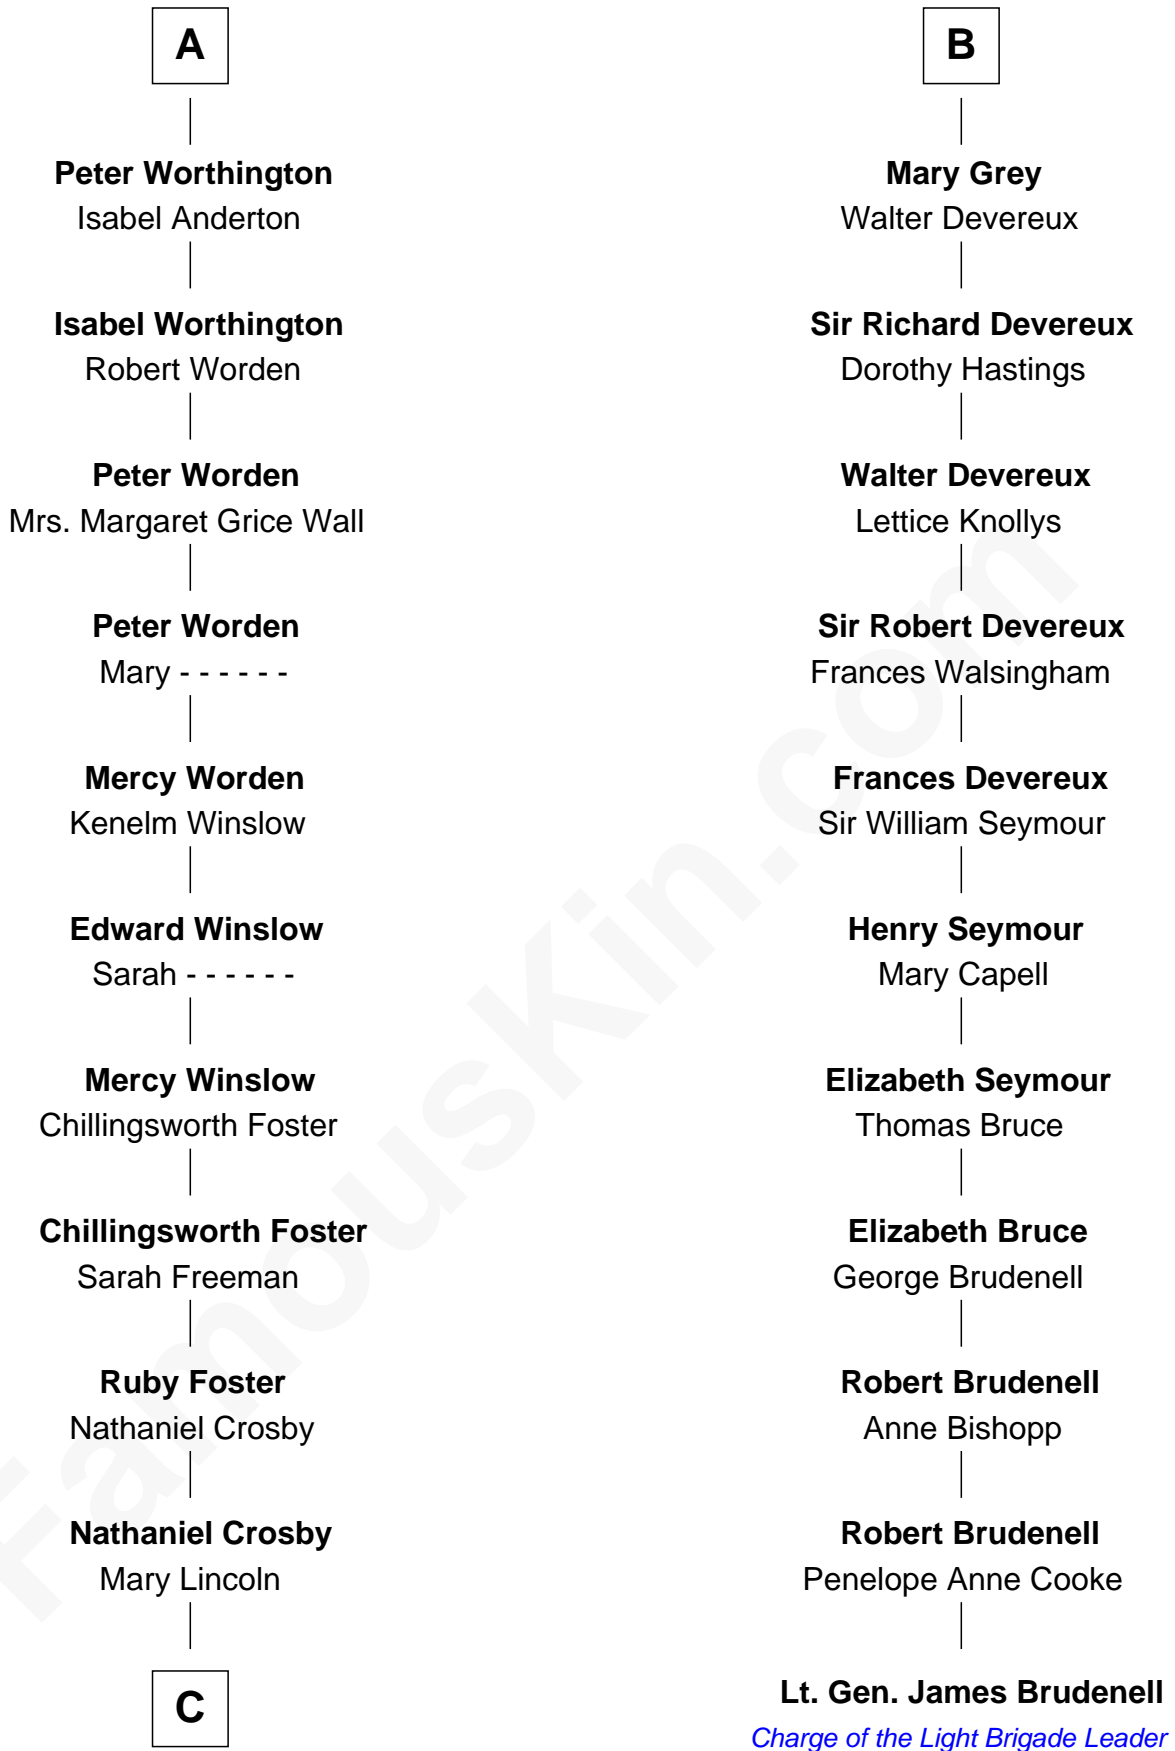 A
Peter Worthington
Isabel Anderton
Isabel Worthington
Robert Worden
Peter Worden
Mrs. Margaret Grice Wall
Peter Worden
Mary - - - - - -
Mercy Worden
Kenelm Winslow
Edward Winslow
Sarah - - - - - -
Mercy Winslow
Chillingsworth Foster
Chillingsworth Foster
Sarah Freeman
Ruby Foster
Nathaniel Crosby
Nathaniel Crosby
Mary Lincoln
C
B
Mary Grey
Walter Devereux
Sir Richard Devereux
Dorothy Hastings
Walter Devereux
Lettice Knollys
Sir Robert Devereux
Frances Walsingham
Frances Devereux
Sir William Seymour
Henry Seymour
Mary Capell
Elizabeth Seymour
Thomas Bruce
Elizabeth Bruce
George Brudenell
Robert Brudenell
Anne Bishopp
Robert Brudenell
Penelope Anne Cooke
Lt. Gen. James Brudenell
Charge of the Light Brigade Leader
FamousKin.com